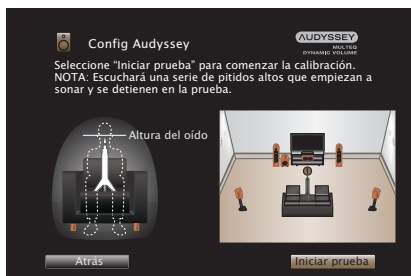 Config Audyssey
AUDYSSEY
MULTEQ
DYNAMIC VOLUME
Seleccione “Iniciar prueba” para comenzar la calibración.
NOTA: Escuchará una serie de pitidos altos que empiezan a
sonar y se detienen en la prueba.
Altura del oído
Atrás
Iniciar prueba